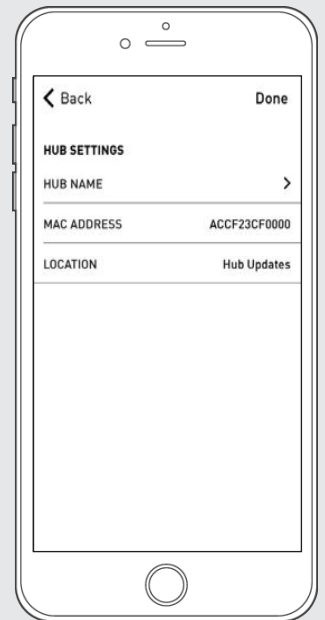 Back Done
HUB SETTINGS
HUB NAME
MAC ADDRESS ACCF23CF0000
LOCATION Hub Updates